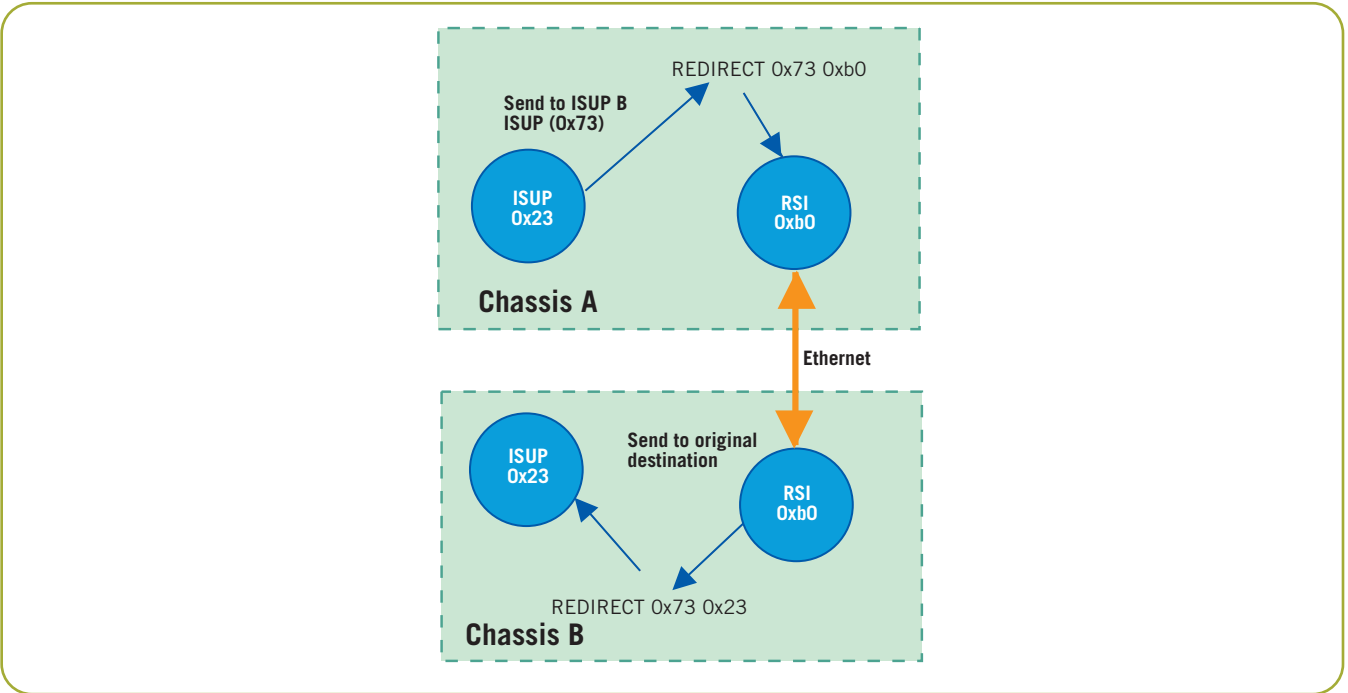 REDIRECT 0x73 0xb0
Send to ISUP B
ISUP (0x73)
ISUP
0x23
RSI
0xb0
Chassis A
Ethernet
ISUP
0x23
Send to original
destination
RSI
0xb0
REDIRECT 0x73 0x23
Chassis B